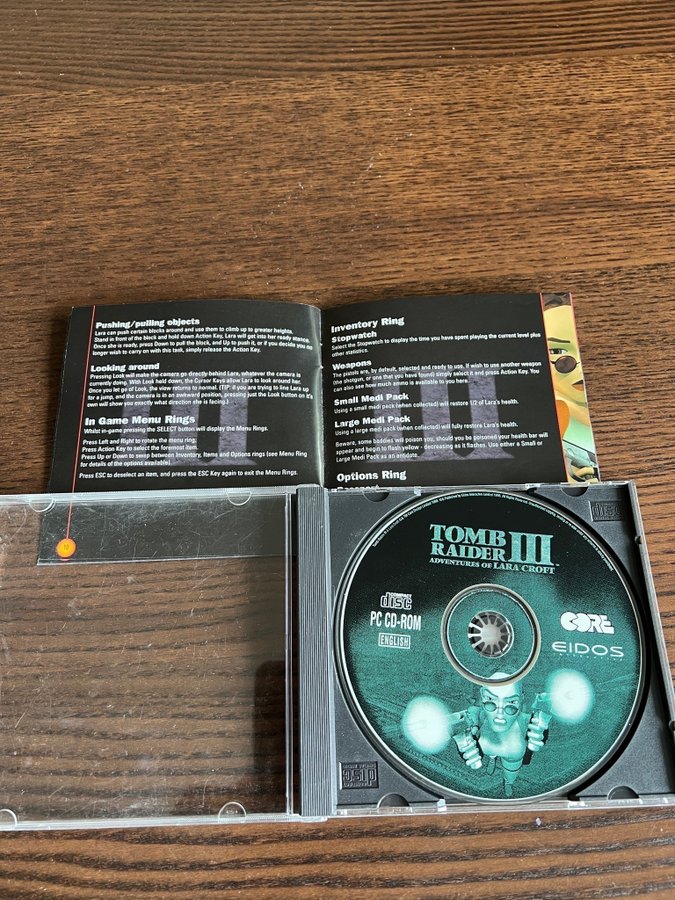 Pushing/pulling objects
Lara can push certain blocks around and use them to climb up to greater heights.
Stand in front of the block and hold down Action Key, Lara will get into her ready stance.
Once she is ready, press Down to pull the block, and Up to push it, or if you decide you no
longer wish to carry on with this task, simply release the Action Key.
Looking around
Pressing Look will make the camera go directly behind Lara, whatever the camera is
currently doing. With Look held down, the Cursor Keys allow Lara to look around her.
Once you let go of Look, the view returns to normal. (TIP: if you are trying to line Lara up
for a jump, and the camera is in an awkward position, pressing just the Look button on it's
own will show you exactly what direction she is facing.)
In Game Menu Rings
Whilst in-game pressing the SELECT button will display the Menu Rings.
Press Left and Right to rotate the menu ring.
Press Action Key to select the foremost item.
Press Up or Down to swap between Inventory, Items and Options rings (see Menu Ring
for details of the options available).
Press ESC to deselect an item, and press the ESC Key again to exit the Menu Rings.
10
Inventory Ring
Stopwatch
Select the Stopwatch to display the time you have spent playing the current level plus
other statistics.
Weapons
The pistols are, by default, selected and ready to use. If wish to use another weapon
(the shotgun, or one that you have found) simply select it and press Action Key. You
can also see how much ammo is available to you here.
Small Medi Pack
Using a small medi pack (when collected) will restore 1/2 of Lara's health.
Large Medi Pack
Using a large medi pack (when collected) will fully restore Lara's health.
Beware, some baddies will poison you, should you be poisoned your health bar will
appear and begin to flash yellow - decreasing as it flashes. Use either a Small or
Large Medi Pack as an antidote.
Options Ring
TOMB
RAIDER III
ADVENTURES OF LARA CROFT
COMPACT
disc
PC CD-ROM
ENGLISH
CORE
EIDOS
INTERACTIVE
disc
disc